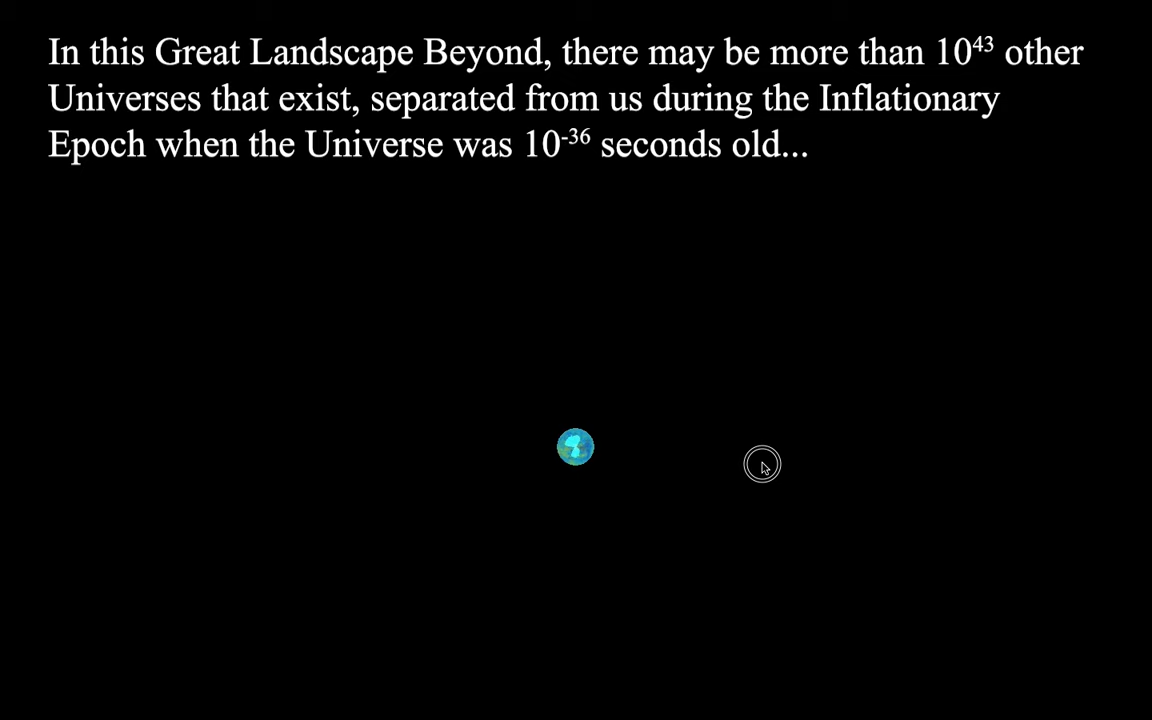 In this Great Landscape Beyond, there may be more than 10⁴³ other
Universes that exist, separated from us during the Inflationary
Epoch when the Universe was 10⁻³⁶ seconds old...